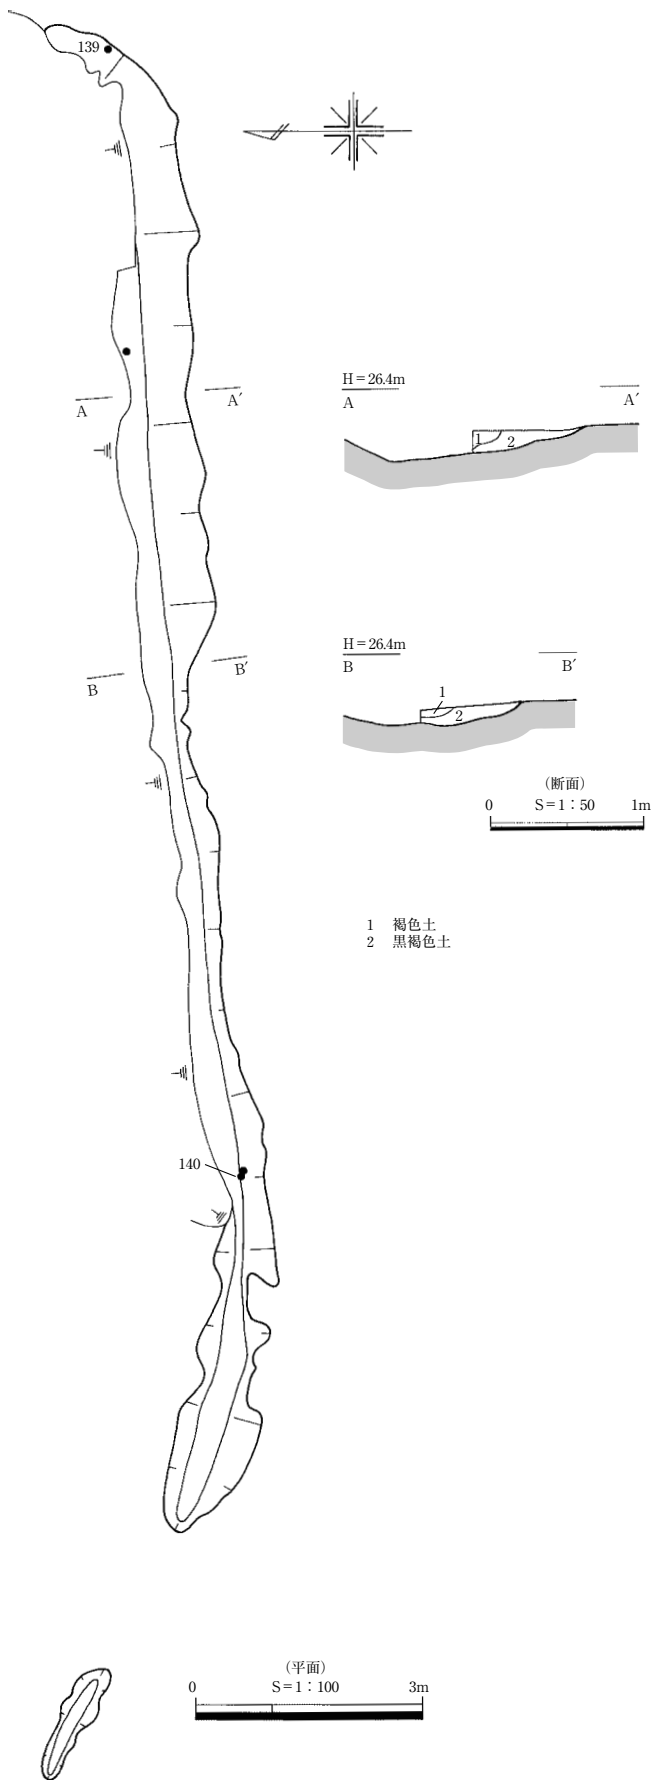 139
A
A′
H＝26.4m
A
A′
1
2
B
B′
H＝26.4m
B
B′
1
2
（断面）
0 S＝1：50 1m
1 褐色土
2 黒褐色土
140
（平面）
0 S＝1：100 3m